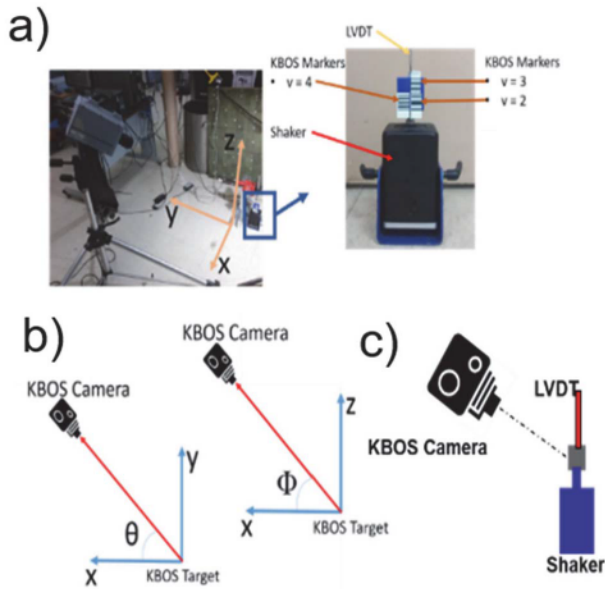 a)
LVDT
KBOS Markers
• v = 4
KBOS Markers
• v = 3
• v = 2
Shaker
z
y
x
b)
KBOS Camera
KBOS Camera
y
θ
x
KBOS Target
z
Φ
x
KBOS Target
c)
LVDT
KBOS Camera
Shaker